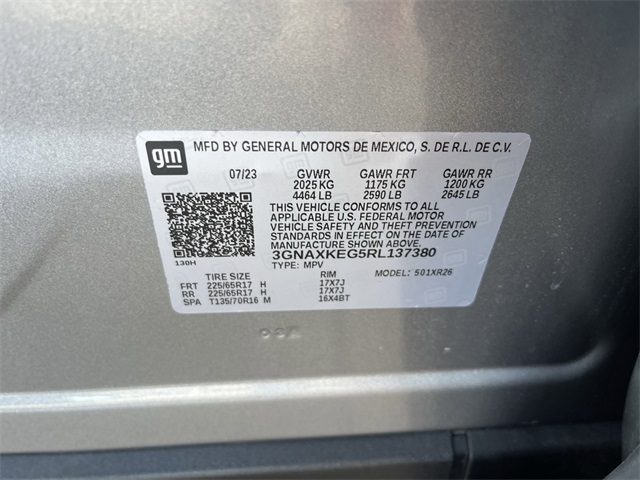 gm
MFD BY GENERAL MOTORS DE MEXICO, S. DE R.L. DE C.V.
07/23 GVWR GAWR FRT GAWR RR
2025 KG 1175 KG 1200 KG
4464 LB 2590 LB 2645 LB
THIS VEHICLE CONFORMS TO ALL
APPLICABLE U.S. FEDERAL MOTOR
VEHICLE SAFETY AND THEFT PREVENTION
STANDARDS IN EFFECT ON THE DATE OF
MANUFACTURE SHOWN ABOVE.
3GNAXKEG5RL137380
130H TYPE: MPV MODEL: 501XR26
TIRE SIZE RIM
FRT 225/65R17 H 17X7J
RR 225/65R17 H 17X7J
SPA T135/70R16 M 16X4BT